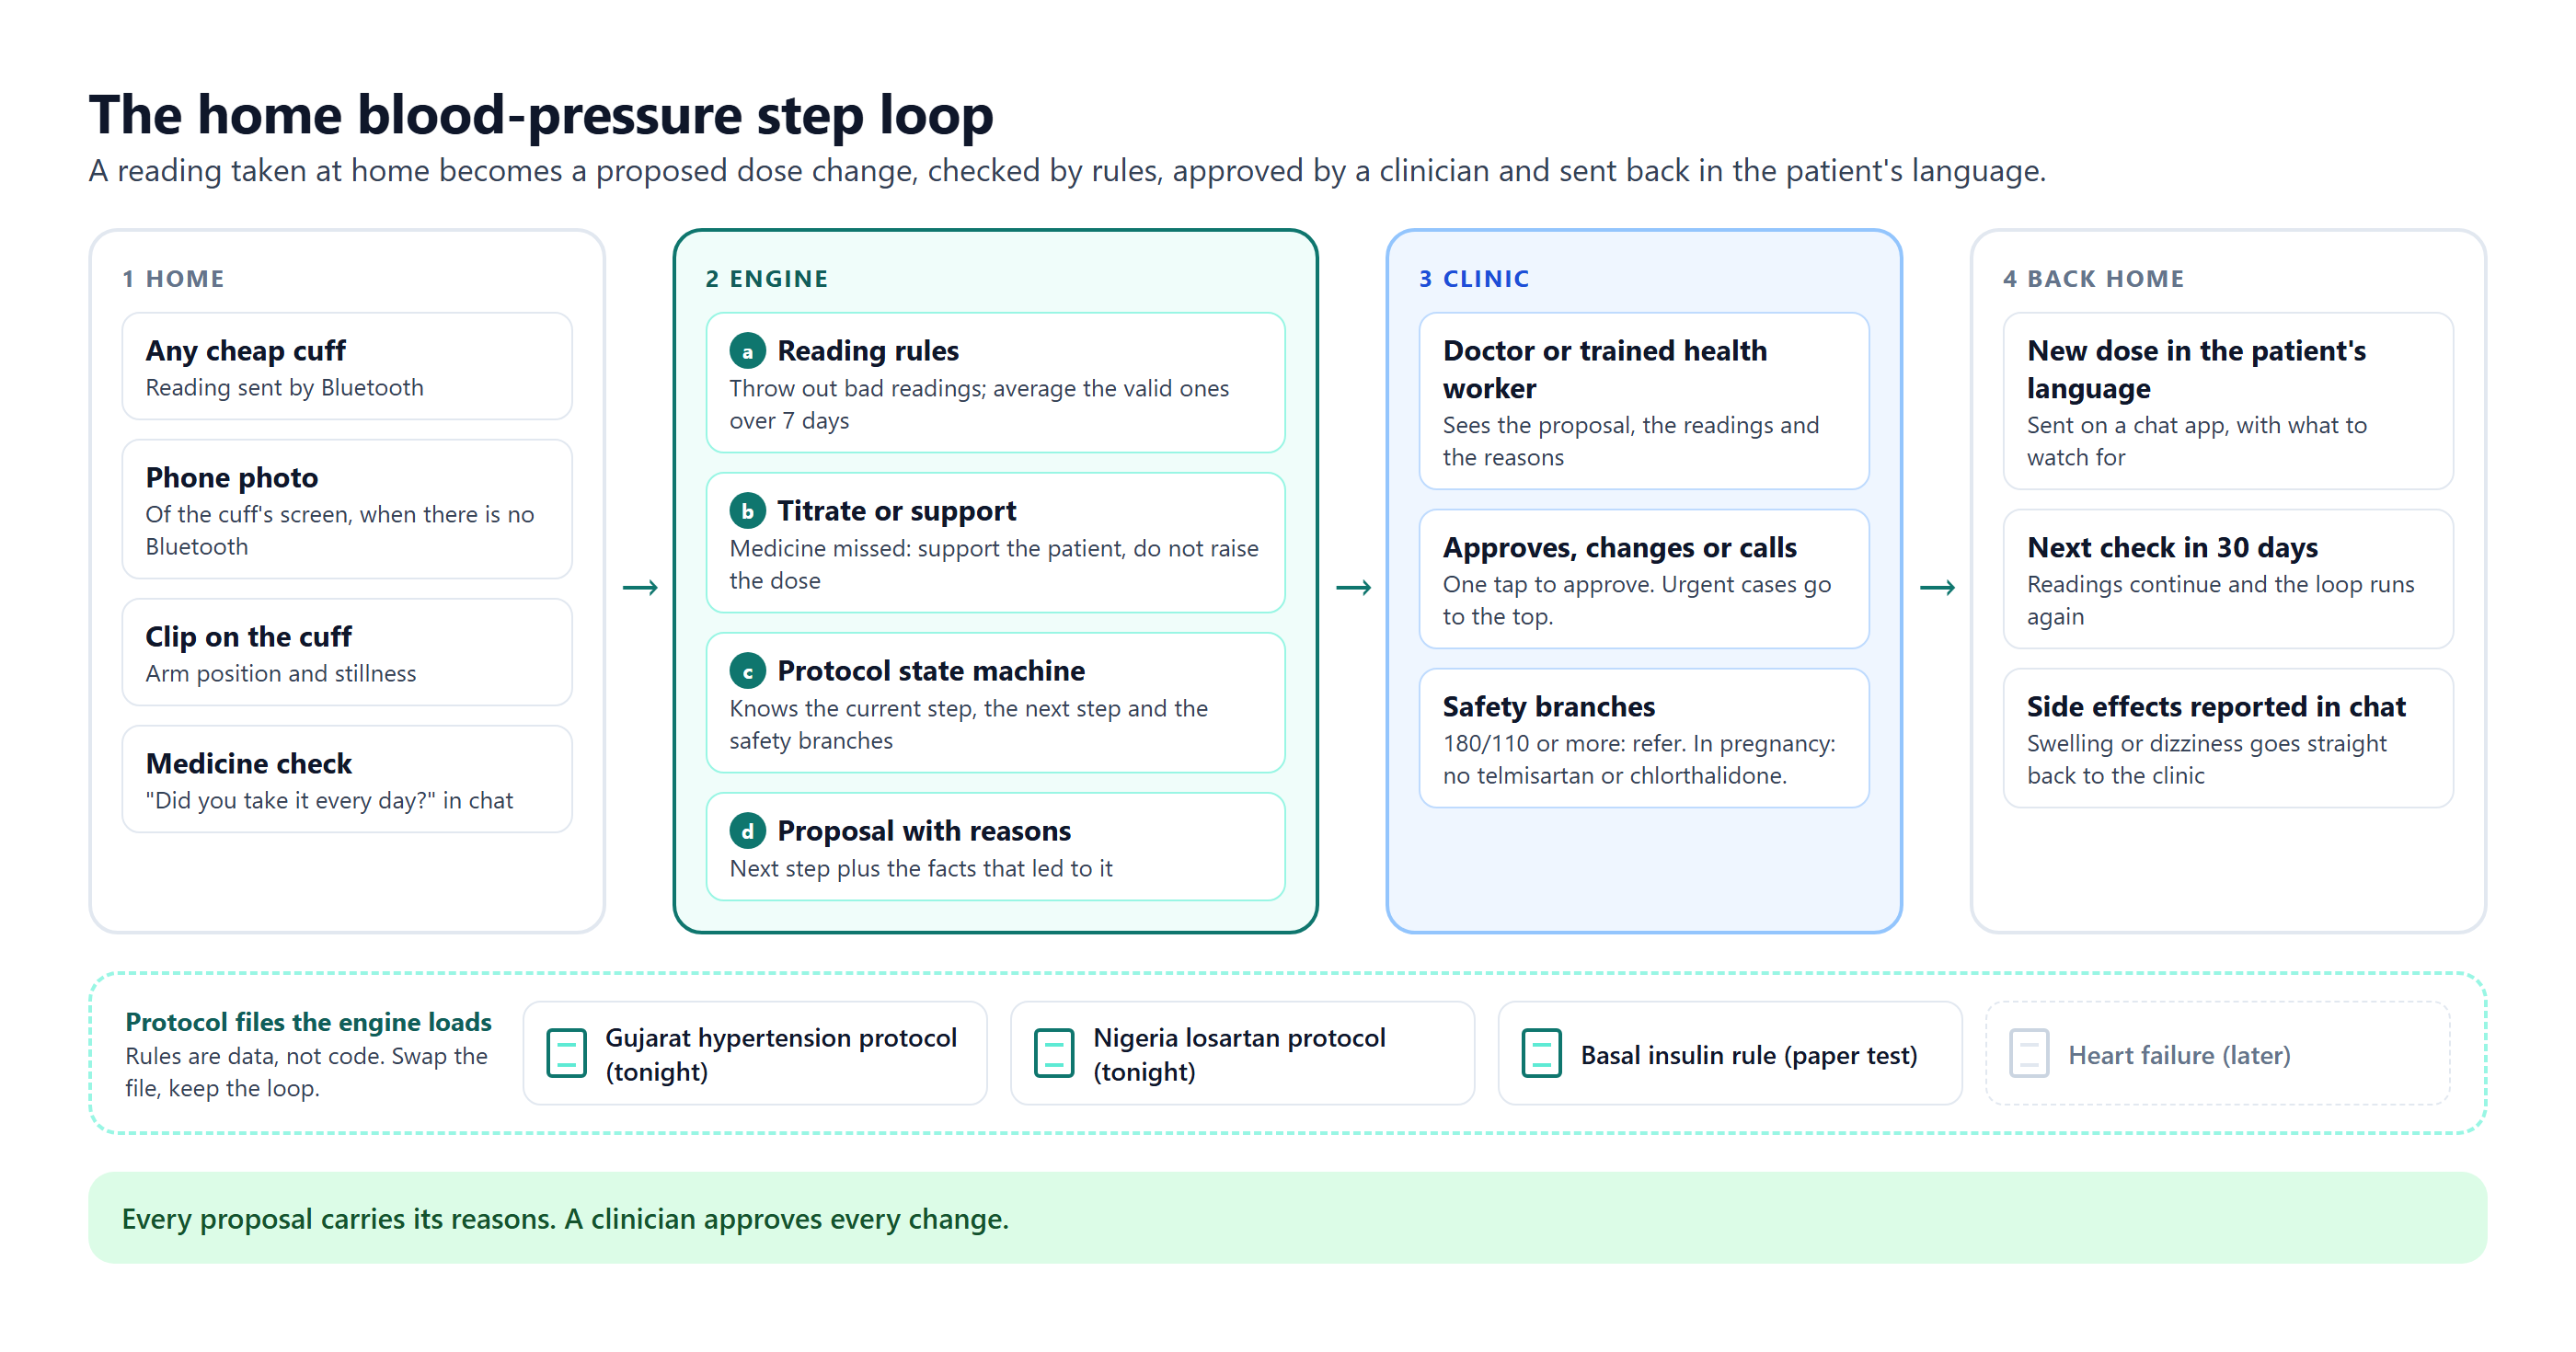 The home blood-pressure step loop
A reading taken at home becomes a proposed dose change, checked by rules, approved by a clinician and sent back in the patient's language.
1 HOME
Any cheap cuff
Reading sent by Bluetooth
Phone photo
Of the cuff's screen, when there is no
Bluetooth
Clip on the cuff
Arm position and stillness
Medicine check
"Did you take it every day?" in chat
→
2 ENGINE
a Reading rules
Throw out bad readings; average the valid ones
over 7 days
b Titrate or support
Medicine missed: support the patient, do not raise
the dose
c Protocol state machine
Knows the current step, the next step and the
safety branches
d Proposal with reasons
Next step plus the facts that led to it
→
3 CLINIC
Doctor or trained health
worker
Sees the proposal, the readings and
the reasons
Approves, changes or calls
One tap to approve. Urgent cases go
to the top.
Safety branches
180/110 or more: refer. In pregnancy:
no telmisartan or chlorthalidone.
→
4 BACK HOME
New dose in the patient's
language
Sent on a chat app, with what to
watch for
Next check in 30 days
Readings continue and the loop runs
again
Side effects reported in chat
Swelling or dizziness goes straight
back to the clinic
Protocol files the engine loads
Rules are data, not code. Swap the
file, keep the loop.
Gujarat hypertension protocol
(tonight)
Nigeria losartan protocol
(tonight)
Basal insulin rule (paper test)
Heart failure (later)
Every proposal carries its reasons. A clinician approves every change.